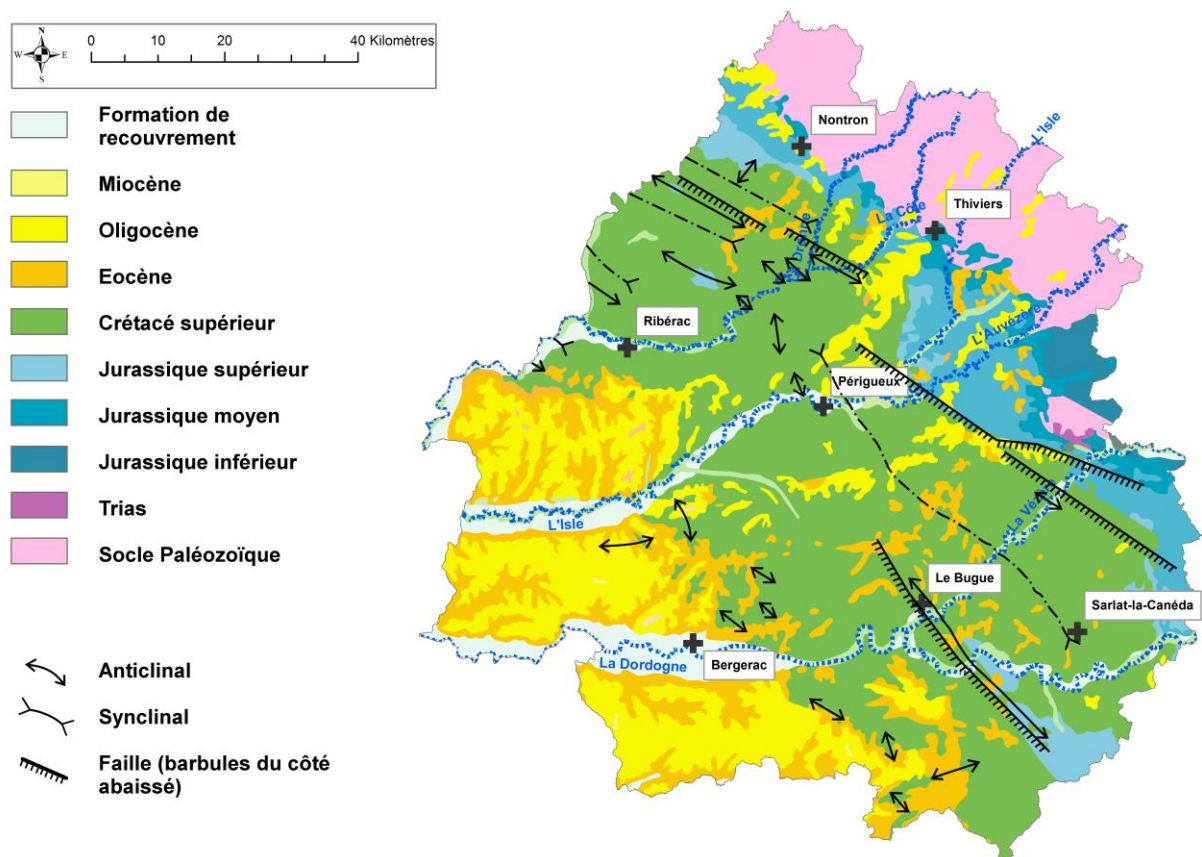 N
W E
S
0 10 20 40 Kilomètres
Formation de
recouvrement
Miocène
Oligocène
Eocène
Crétacé supérieur
Jurassique supérieur
Jurassique moyen
Jurassique inférieur
Trias
Socle Paléozoïque
Anticlinal
Synclinal
Faille (barbules du côté
abaissé)
Nontron
L'Isle
Thiviers
La Côle
La Dronne
L'Auvézère
Ribérac
Périgueux
La Vézère
L'Isle
Le Bugue
Sarlat-la-Canéda
Bergerac
La Dordogne